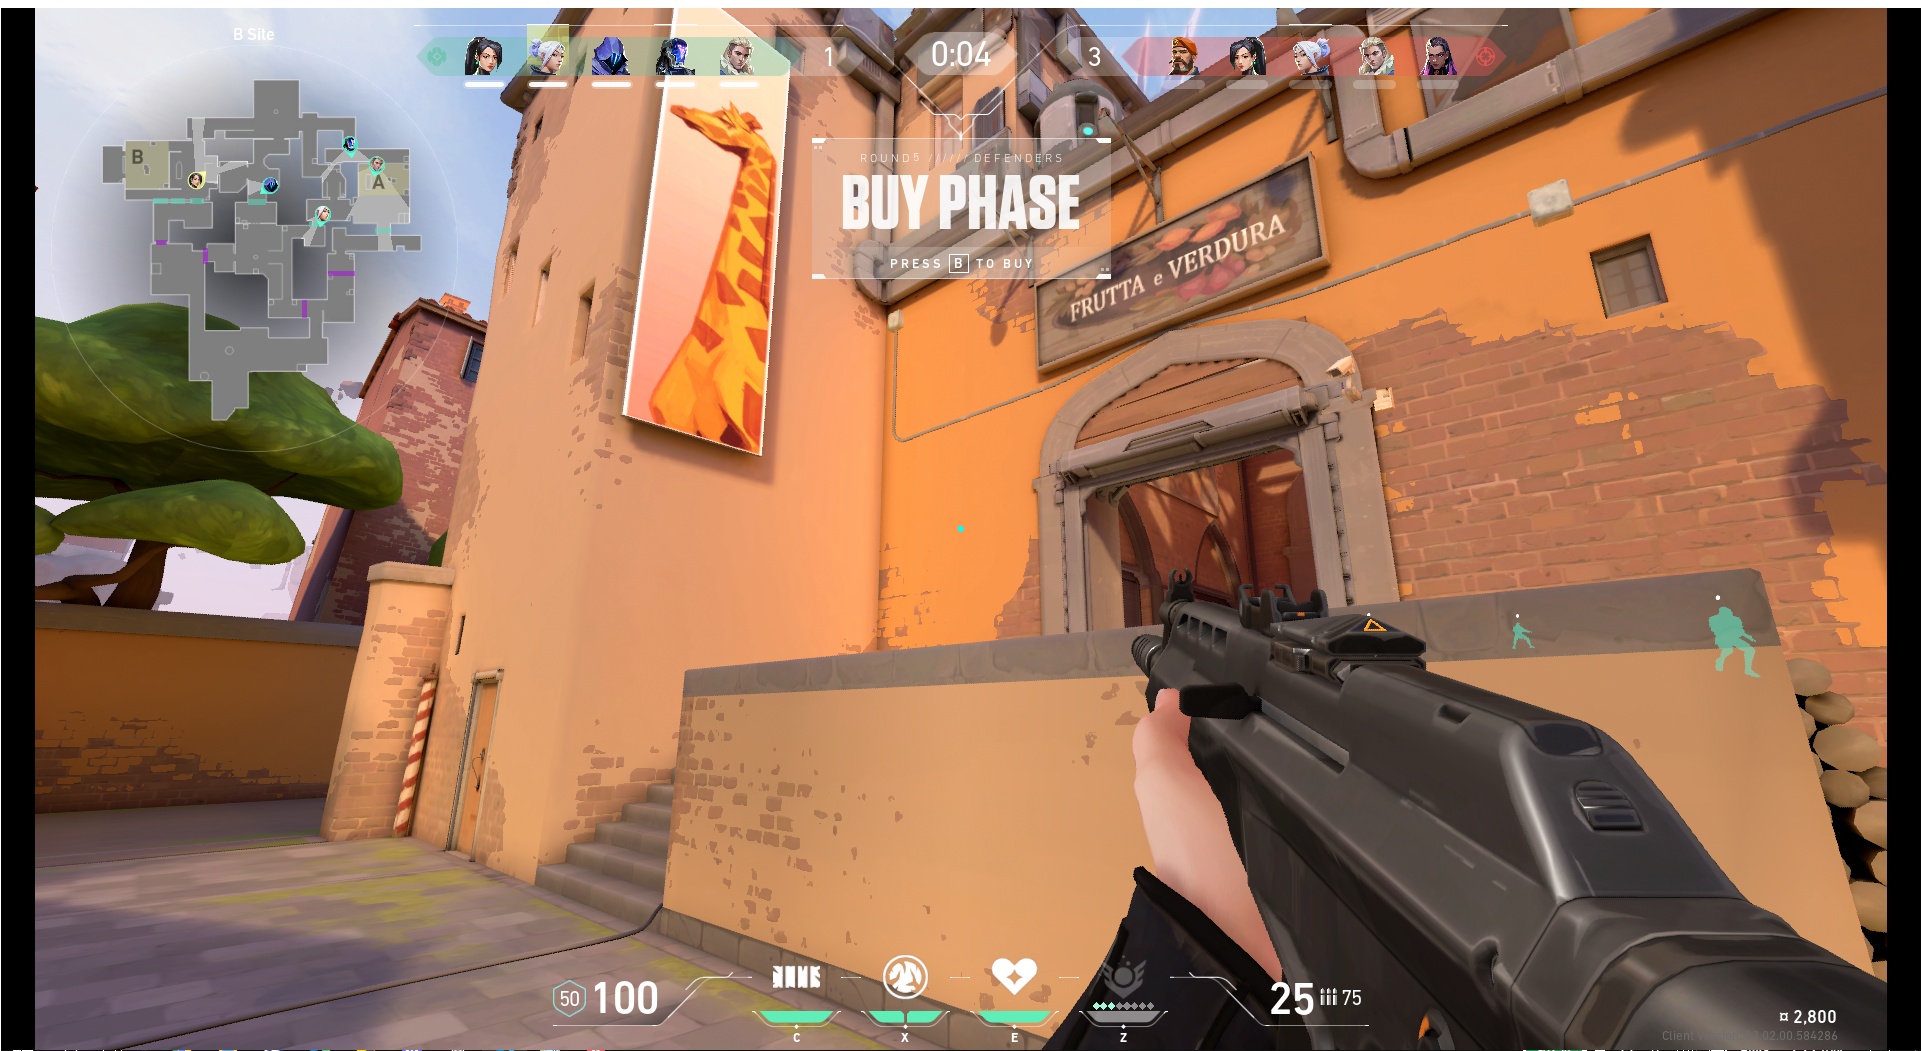 B Site
1
0:04
3
ROUND 5 ////// DEFENDERS
BUY PHASE
PRESS B TO BUY
FRUTTA e VERDURA
B
A
50 100
25 75
C X E Z
¤ 2,800